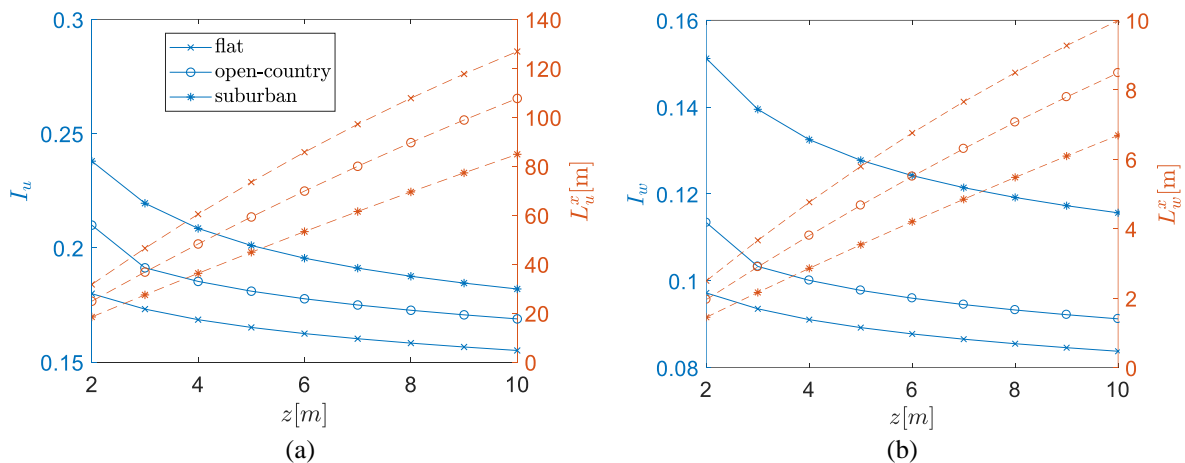 0.3
0.25
0.2
0.15
I_u
flat
open-country
suburban
140
120
100
80
60
40
20
0
L_u^x[m]
2 4 6 8 10
z[m]
(a)
0.16
0.14
0.12
0.1
0.08
I_w
10
8
6
4
2
0
L_w^x[m]
2 4 6 8 10
z[m]
(b)